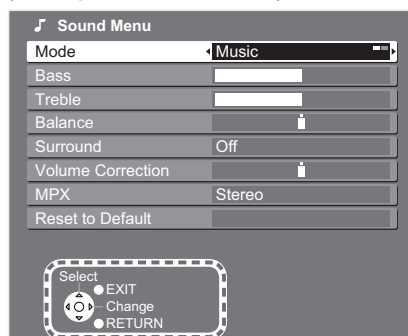 Sound Menu
Mode Music
Bass
Treble
Balance
Surround Off
Volume Correction
MPX Stereo
Reset to Default
Select
EXIT
Change
RETURN